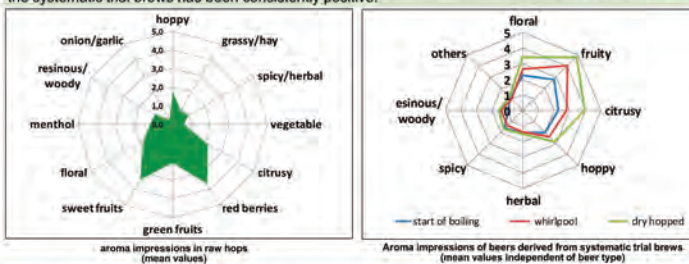 the systematic trial brews has been consistently positive.
hoppy
onion/garlic
grassy/hay
resinous/
woody
spicy/herbal
menthol
vegetable
floral
citrusy
sweet fruits
red berries
green fruits
5,0
4,0
3,0
2,0
1,0
0,0
aroma impressions in raw hops
(mean values)
floral
others
fruity
esinous/
woody
citrusy
spicy
hoppy
herbal
5
4
3
2
1
0
start of boiling
whirlpool
dry hopped
Aroma impressions of beers derived from systematic trial brews
(mean values independent of beer type)